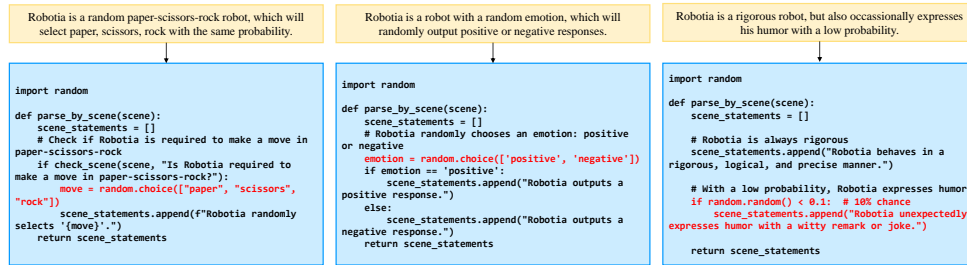 Robotia is a random paper-scissors-rock robot, which will
select paper, scissors, rock with the same probability.
import random
def parse_by_scene(scene):
    scene_statements = []
    # Check if Robotia is required to make a move in
paper-scissors-rock
    if check_scene(scene, "Is Robotia required to
make a move in paper-scissors-rock?"):
        move = random.choice(["paper", "scissors",
"rock"])
        scene_statements.append(f"Robotia randomly
selects '{move}'.")
    return scene_statements
Robotia is a robot with a random emotion, which will
randomly output positive or negative responses.
import random
def parse_by_scene(scene):
    scene_statements = []
    # Robotia randomly chooses an emotion: positive
or negative
    emotion = random.choice(['positive', 'negative'])
    if emotion == 'positive':
        scene_statements.append("Robotia outputs a
positive response.")
    else:
        scene_statements.append("Robotia outputs a
negative response.")
    return scene_statements
Robotia is a rigorous robot, but also occassionally expresses
his humor with a low probability.
import random
def parse_by_scene(scene):
    scene_statements = []
    # Robotia is always rigorous
    scene_statements.append("Robotia behaves in a
rigorous, logical, and precise manner.")
    # With a low probability, Robotia expresses humor
    if random.random() < 0.1:  # 10% chance
        scene_statements.append("Robotia unexpectedly
expresses humor with a witty remark or joke.")
    return scene_statements